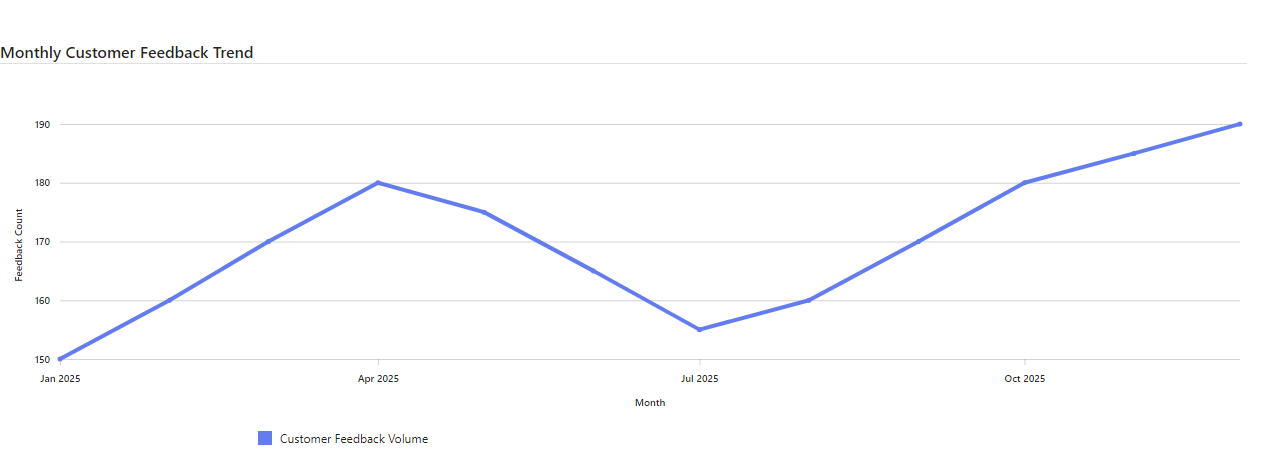 Monthly Customer Feedback Trend
190
180
170
160
150
Feedback Count
Jan 2025 Apr 2025 Jul 2025 Oct 2025
Month
Customer Feedback Volume